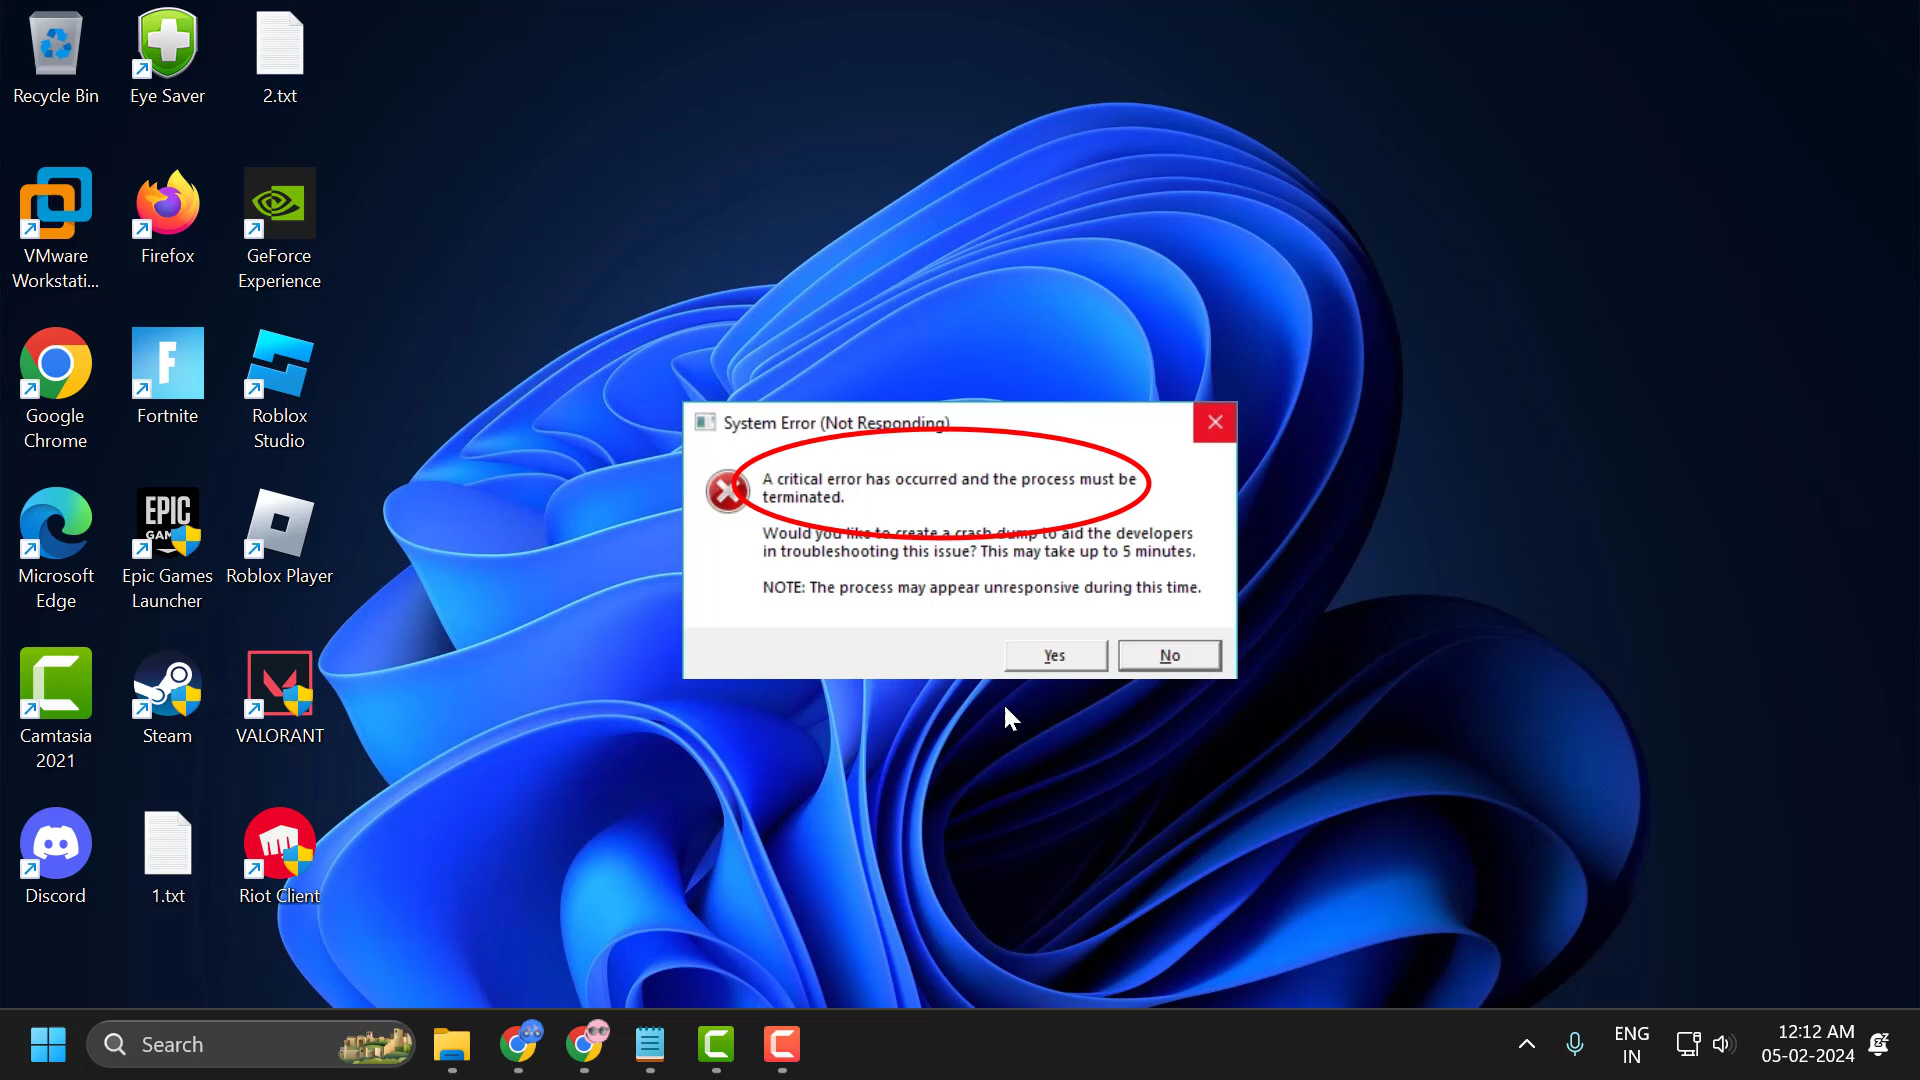 Recycle Bin
Eye Saver
2.txt
VMware
Workstati...
Firefox
GeForce
Experience
Google
Chrome
F
Fortnite
Roblox
Studio
Microsoft
Edge
EPIC
GAM
Epic Games
Launcher
Roblox Player
Camtasia
2021
Steam
VALORANT
Discord
1.txt
Riot Client
System Error (Not Responding)
A critical error has occurred and the process must be
terminated.
Would you like to create a crash dump to aid the developers
in troubleshooting this issue? This may take up to 5 minutes.
NOTE: The process may appear unresponsive during this time.
Yes
No
Search
ENG
IN
12:12 AM
05-02-2024